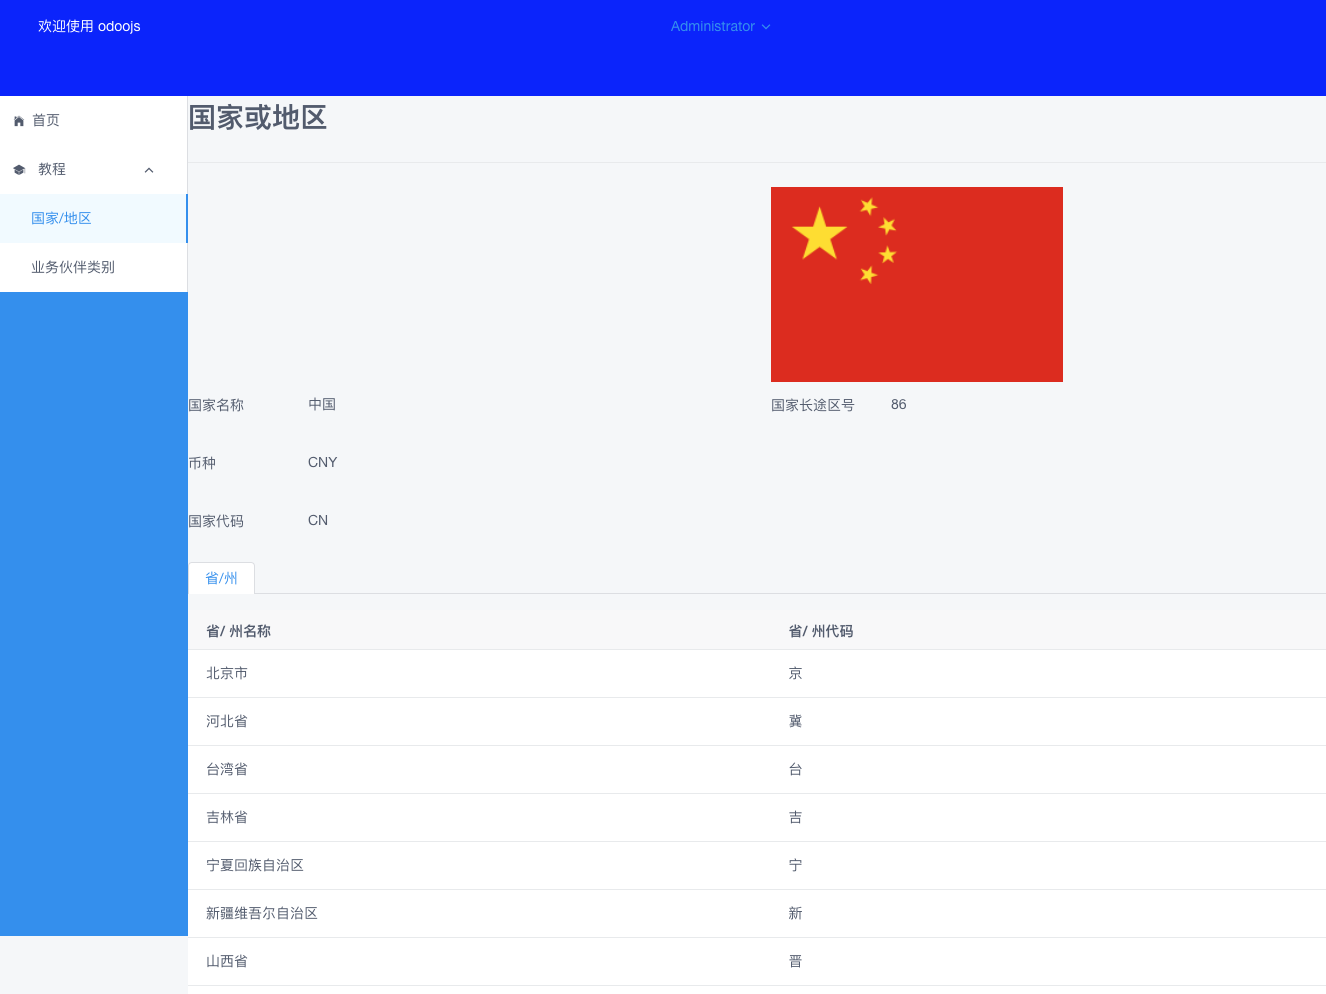 欢迎使用 odoojs
Administrator
首页
教程
国家/地区
业务伙伴类别
国家或地区
国家名称 中国 国家长途区号 86
币种 CNY
国家代码 CN
省/州
省/ 州名称 省/ 州代码
北京市 京
河北省 冀
台湾省 台
吉林省 吉
宁夏回族自治区 宁
新疆维吾尔自治区 新
山西省 晋